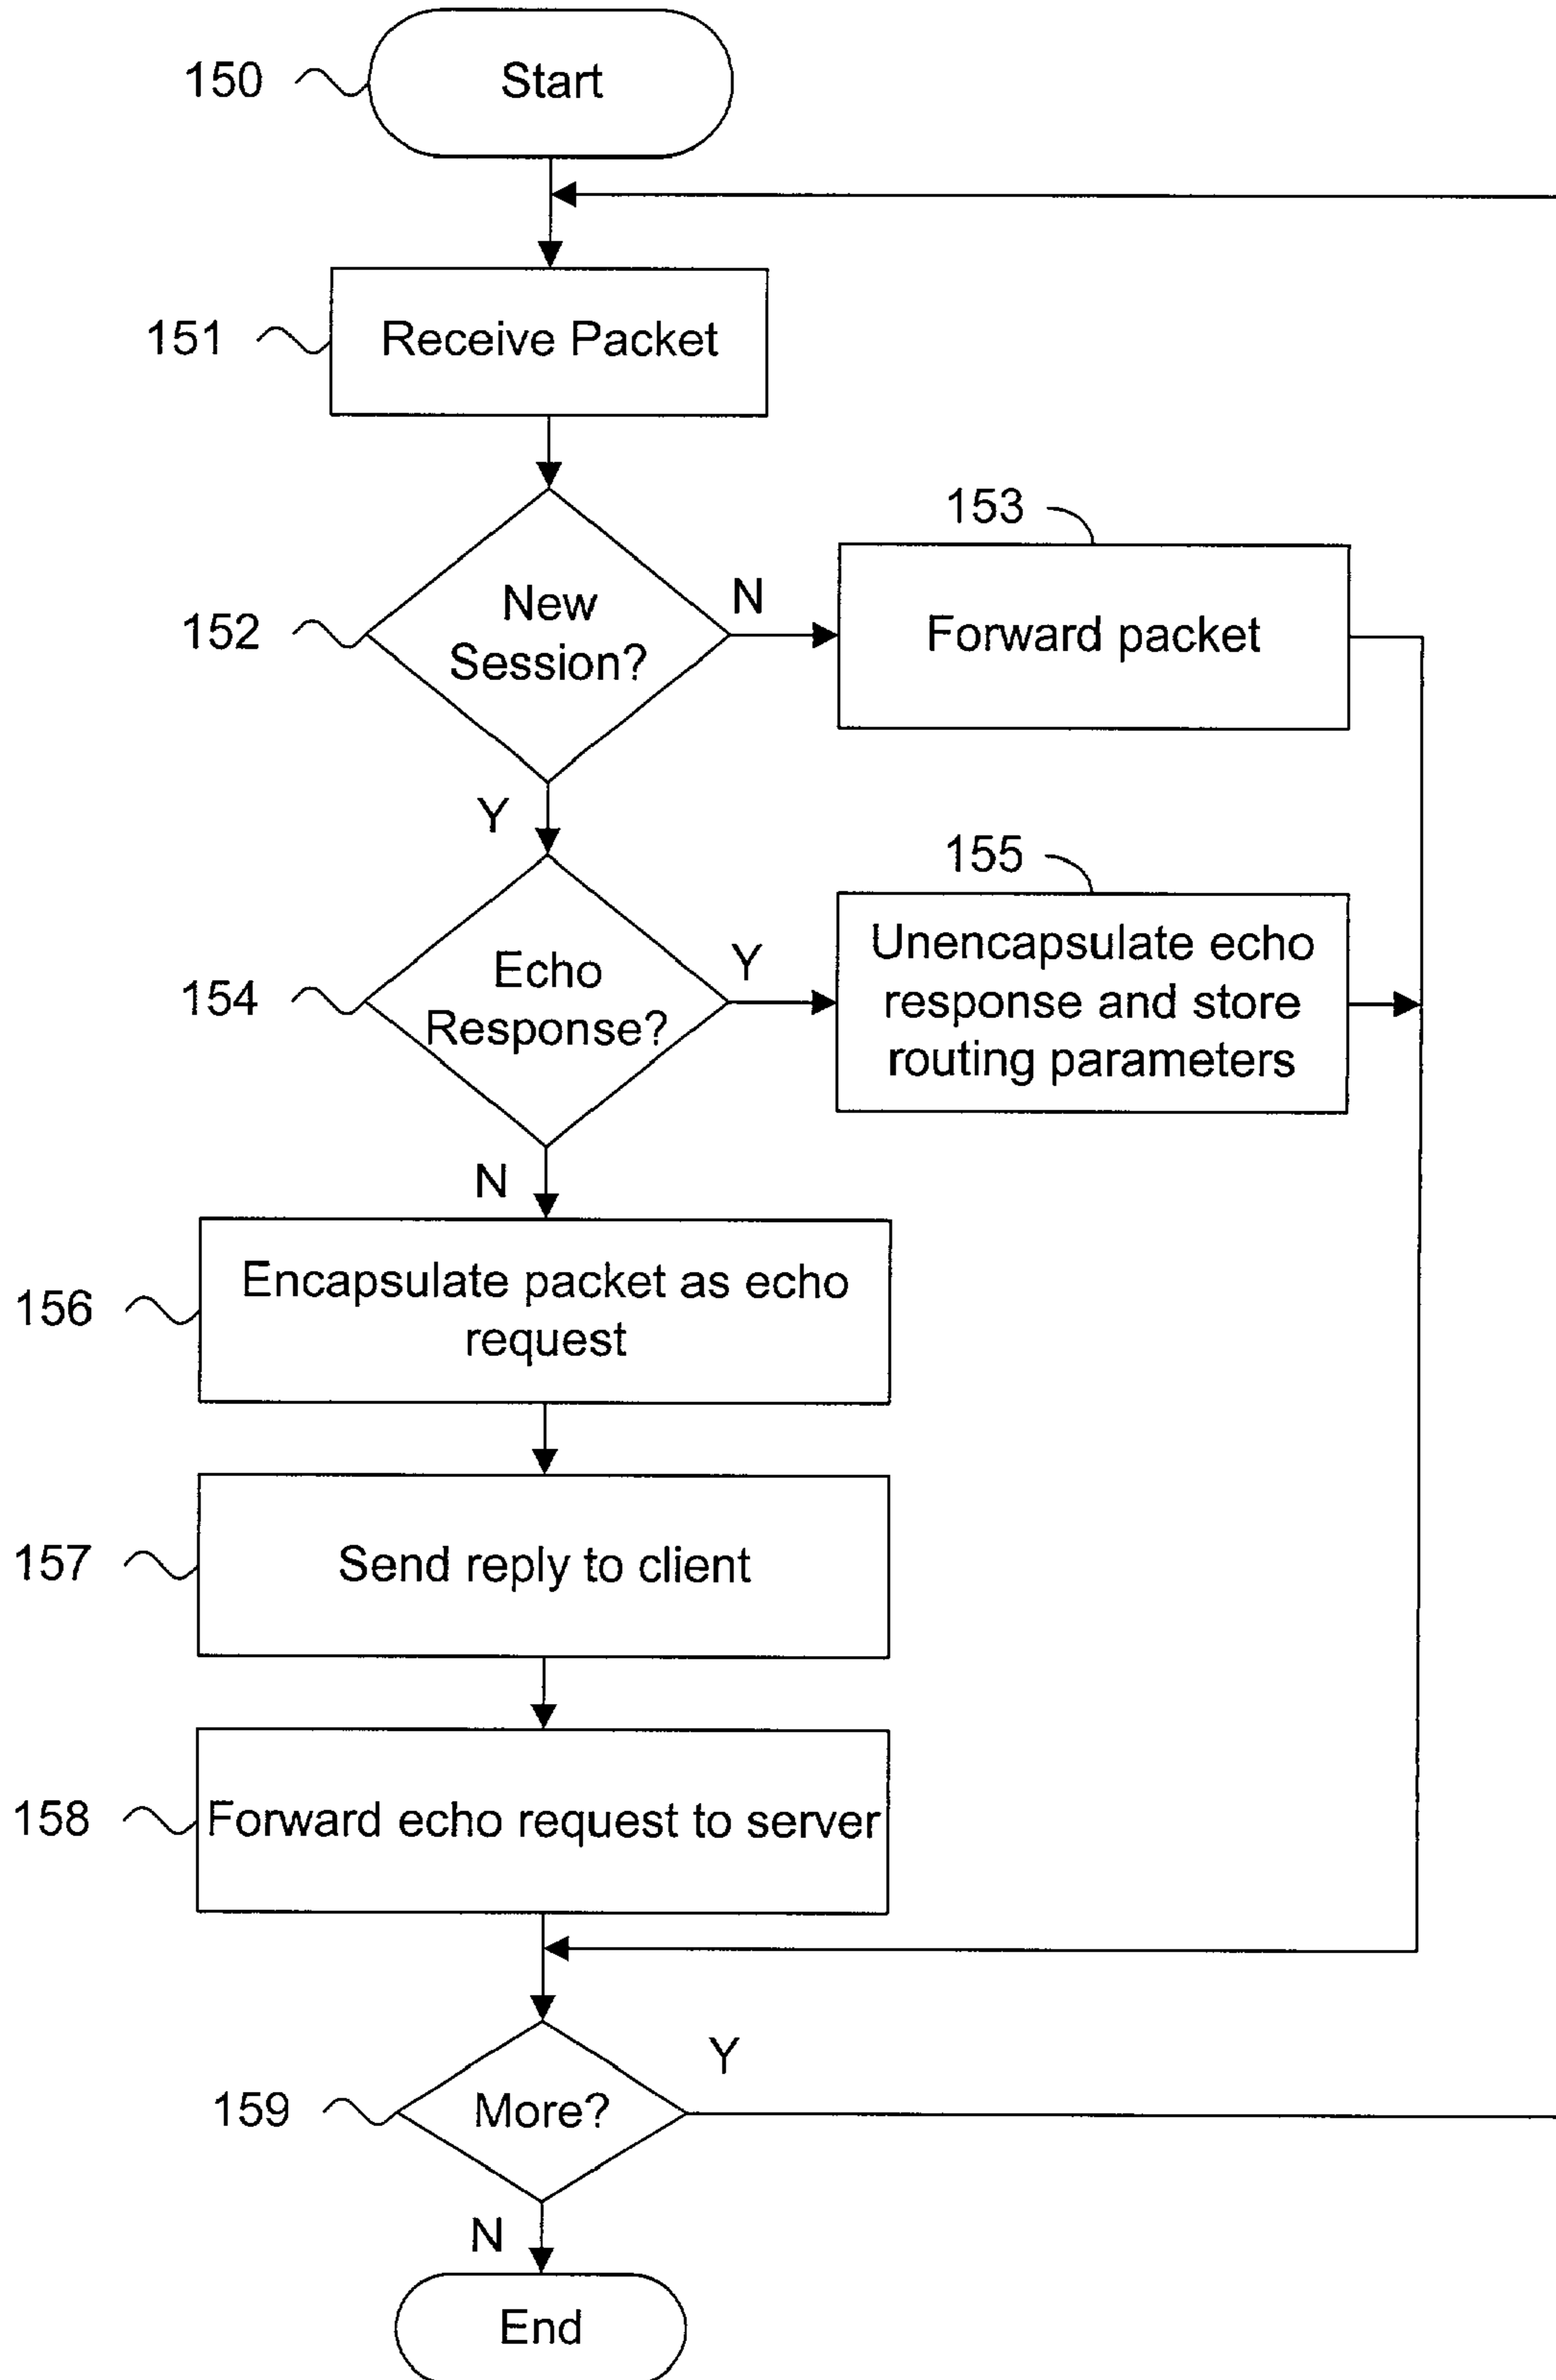 150
Start
151
Receive Packet
153
152
New
Session?
N
Forward packet
Y
155
154
Echo
Response?
Y
Unencapsulate echo
response and store
routing parameters
N
156
Encapsulate packet as echo
request
157
Send reply to client
158
Forward echo request to server
159
More?
Y
N
End